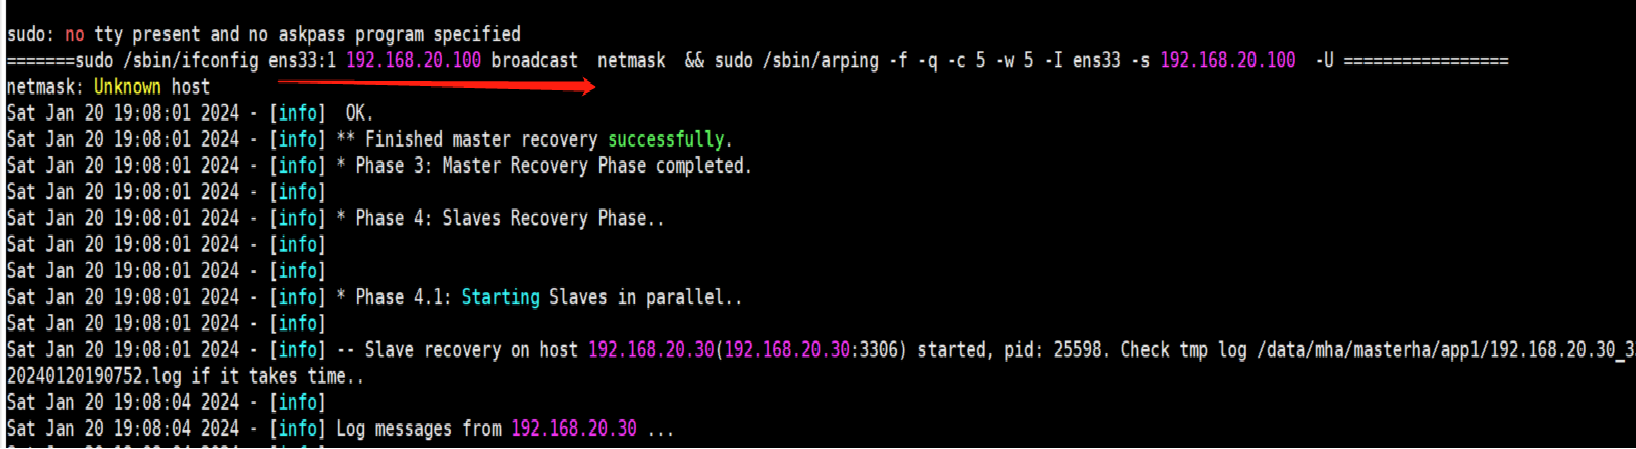 sudo: no tty present and no askpass program specified
=======sudo /sbin/ifconfig ens33:1 192.168.20.100 broadcast  netmask  && sudo /sbin/arping -f -q -c 5 -w 5 -I ens33 -s 192.168.20.100  -U =================
netmask: Unknown host
Sat Jan 20 19:08:01 2024 - [info]  OK.
Sat Jan 20 19:08:01 2024 - [info] ** Finished master recovery successfully.
Sat Jan 20 19:08:01 2024 - [info] * Phase 3: Master Recovery Phase completed.
Sat Jan 20 19:08:01 2024 - [info]
Sat Jan 20 19:08:01 2024 - [info] * Phase 4: Slaves Recovery Phase..
Sat Jan 20 19:08:01 2024 - [info]
Sat Jan 20 19:08:01 2024 - [info]
Sat Jan 20 19:08:01 2024 - [info] * Phase 4.1: Starting Slaves in parallel..
Sat Jan 20 19:08:01 2024 - [info]
Sat Jan 20 19:08:01 2024 - [info] -- Slave recovery on host 192.168.20.30(192.168.20.30:3306) started, pid: 25598. Check tmp log /data/mha/masterha/app1/192.168.20.30_3
20240120190752.log if it takes time..
Sat Jan 20 19:08:04 2024 - [info]
Sat Jan 20 19:08:04 2024 - [info] Log messages from 192.168.20.30 ...